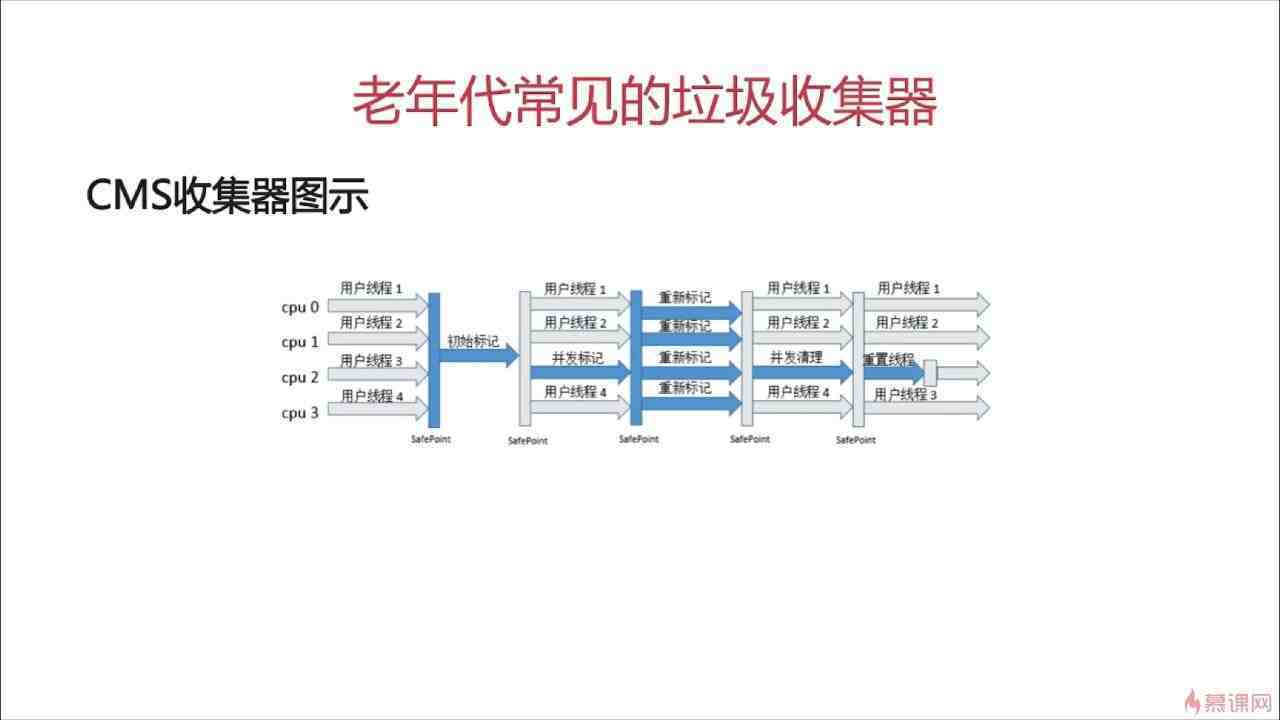 老年代常见的垃圾收集器
CMS收集器图示
用户线程 1 用户线程 1 重新标记 用户线程 1 用户线程 1
cpu 0
用户线程 2 用户线程 2 重新标记 用户线程 2 用户线程 2
cpu 1 初始标记
用户线程 3 并发标记 重新标记 并发清理 重置线程
cpu 2
用户线程 4 用户线程 4 重新标记 用户线程 4 用户线程 3
cpu 3
SafePoint SafePoint SafePoint SafePoint SafePoint
慕课网